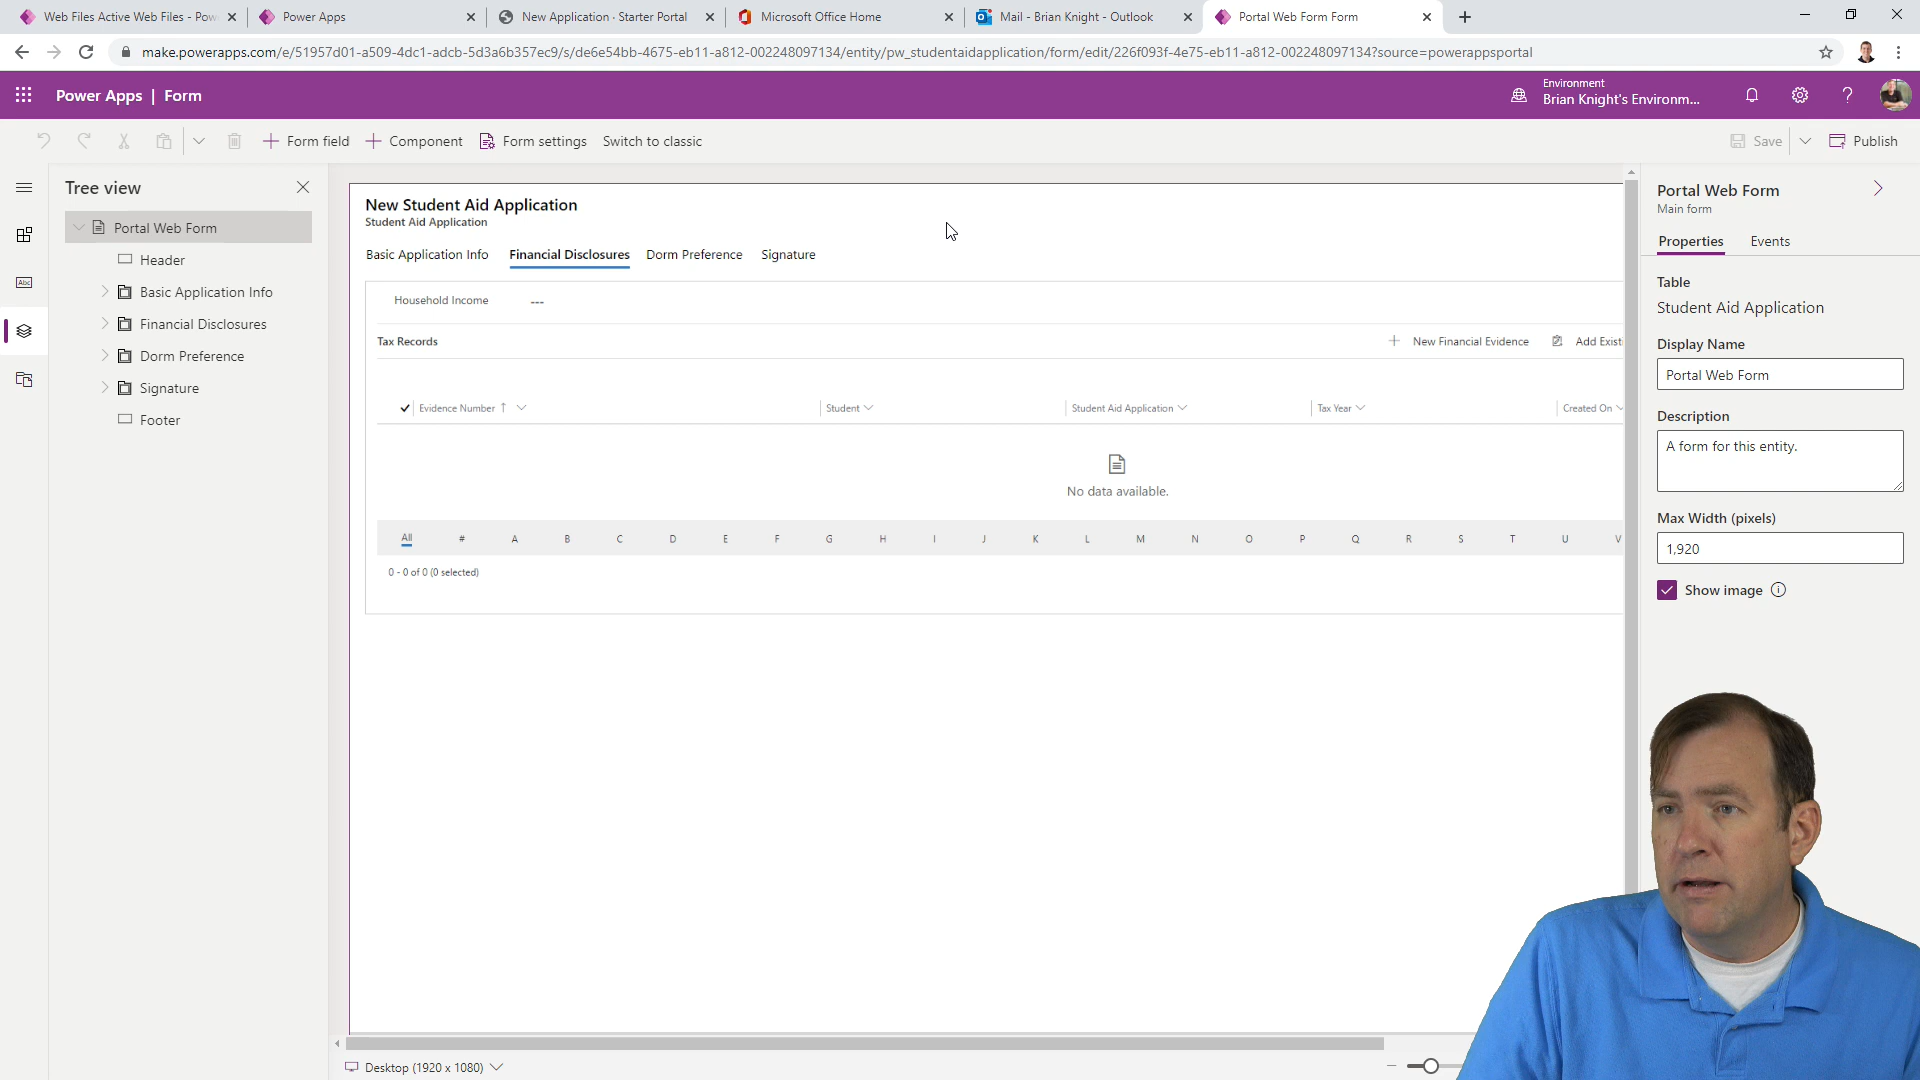 Web Files Active Web Files - Pow
Power Apps
New Application · Starter Portal
Microsoft Office Home
Mail - Brian Knight - Outlook
Portal Web Form Form
make.powerapps.com/e/51957d01-a509-4dc1-adcb-5d3a6b357ec9/s/de6e54bb-4675-eb11-a812-002248097134/entity/pw_studentaidapplication/form/edit/226f093f-4e75-eb11-a812-002248097134?source=powerappsportal
Power Apps | Form
Environment
Brian Knight's Environm...
Form field
Component
Form settings
Switch to classic
Save
Publish
Tree view
Portal Web Form
Header
Basic Application Info
Financial Disclosures
Dorm Preference
Signature
Footer
Abc
New Student Aid Application
Student Aid Application
Basic Application Info Financial Disclosures Dorm Preference Signature
Household Income ---
Tax Records
New Financial Evidence
Add Existi
Evidence Number Student Student Aid Application Tax Year Created On
No data available.
All # A B C D E F G H I J K L M N O P Q R S T U V
0 - 0 of 0 (0 selected)
Desktop (1920 x 1080)
Portal Web Form
Main form
Properties Events
Table
Student Aid Application
Display Name
Portal Web Form
Description
A form for this entity.
Max Width (pixels)
1,920
Show image